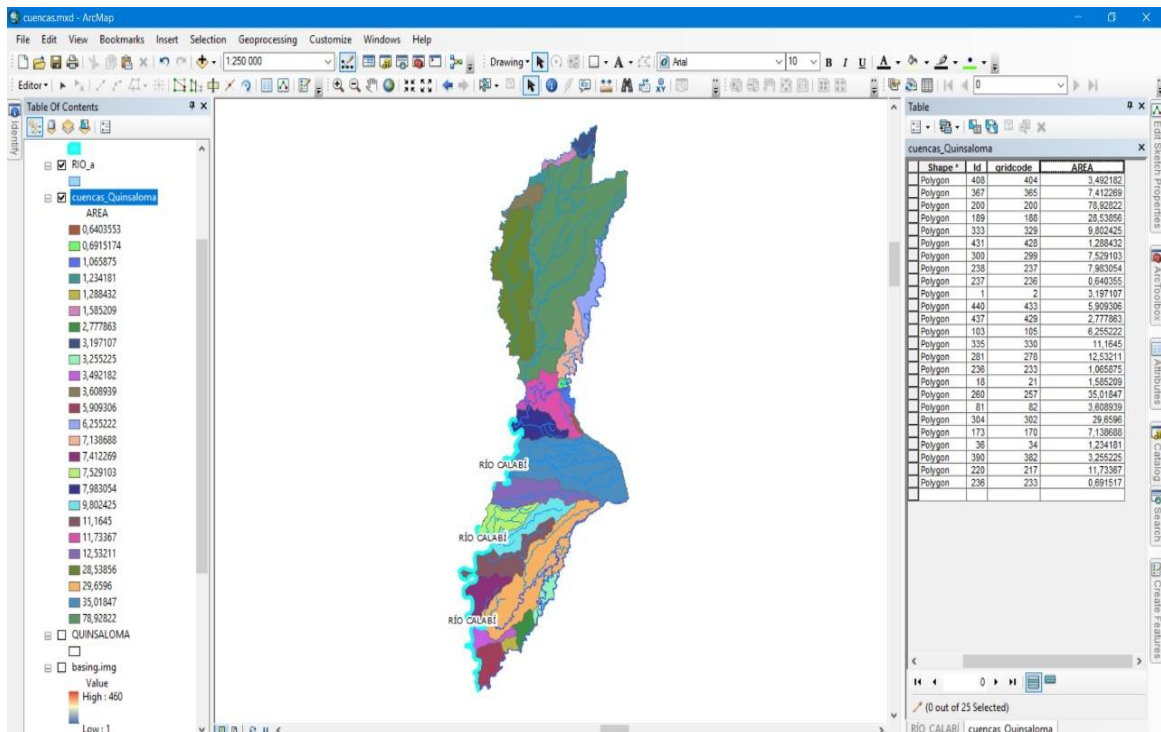 cuencas.mxd - ArcMap
File Edit View Bookmarks Insert Selection Geoprocessing Customize Windows Help
1:250 000 Drawing Arial 10 B I U A
Editor 0
Table Of Contents
Identify
RIO_a
cuencas_Quinsaloma
AREA
0,6403553
0,6915174
1,065875
1,234181
1,288432
1,585209
2,777863
3,197107
3,255225
3,492182
3,608939
5,909306
6,255222
7,138688
7,412269
7,529103
7,983054
9,802425
11,1645
11,73367
12,53211
28,53856
29,6596
35,01847
78,92822
QUINSALOMA
basing.img
Value
High : 460
Low : 1
RÍO CALABÍ
RÍO CALABÍ
RÍO CALABÍ
Table
cuencas_Quinsaloma
Shape * Id gridcode AREA
Polygon 408 404 3,492182
Polygon 367 365 7,412269
Polygon 200 200 78,92822
Polygon 189 188 28,53856
Polygon 333 329 9,802425
Polygon 431 428 1,288432
Polygon 300 299 7,529103
Polygon 238 237 7,983054
Polygon 237 236 0,640355
Polygon 1 2 3,197107
Polygon 440 433 5,909306
Polygon 437 429 2,777863
Polygon 103 105 6,255222
Polygon 335 330 11,1645
Polygon 281 278 12,53211
Polygon 236 233 1,065875
Polygon 18 21 1,585209
Polygon 260 257 35,01847
Polygon 81 82 3,608939
Polygon 304 302 29,6596
Polygon 173 170 7,138688
Polygon 36 34 1,234181
Polygon 390 382 3,255225
Polygon 220 217 11,73367
Polygon 236 233 0,691517
0
(0 out of 25 Selected)
RÍO CALABÍ cuencas_Quinsaloma
Edit Sketch Properties
ArcToolbox
Attributes
Catalog
Search
Create Features